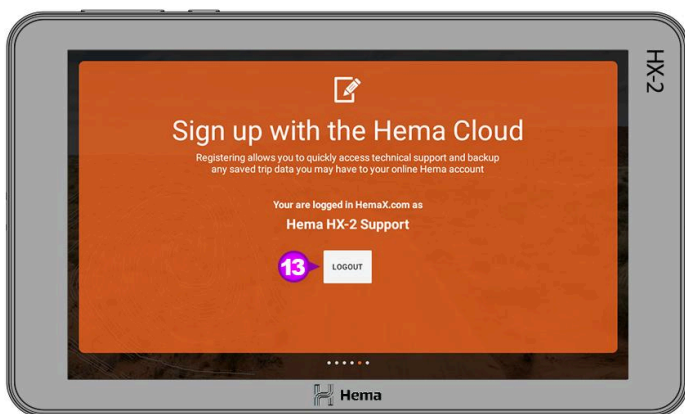 HX-2
Sign up with the Hema Cloud
Registering allows you to quickly access technical support and backup
any saved trip data you may have to your online Hema account
Your are logged in HemaX.com as
Hema HX-2 Support
13
LOGOUT
Hema